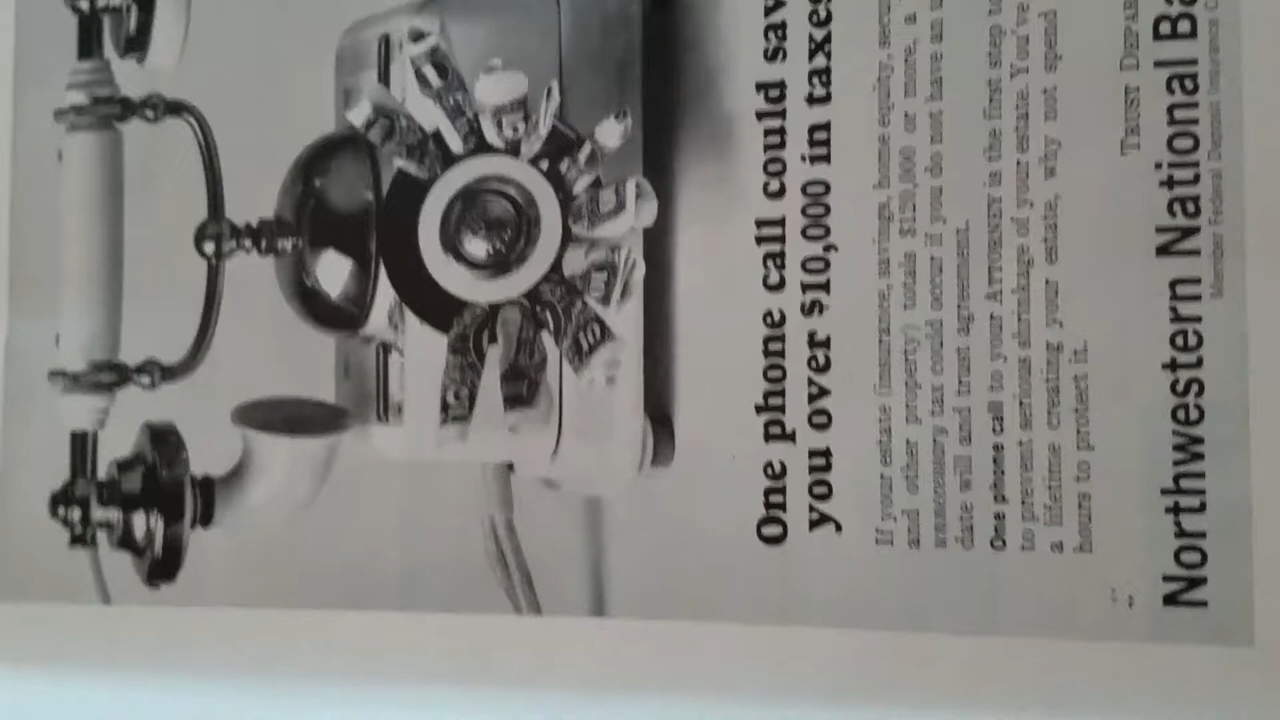 One phone call could sav
you over $10,000 in taxes
If your estate (insurance, savings, home equity, secu
and other property) totals $150,000 or more, a
unnecessary tax could occur if you do not have an u
date will and trust agreement.
One phone call to your ATTORNEY is the first step to
to prevent serious shrinkage of your estate. You've
a lifetime creating your estate, why not spend
hours to protect it.
TRUST DEPAR
Northwestern National Ba
Member Federal Deposit Insurance C